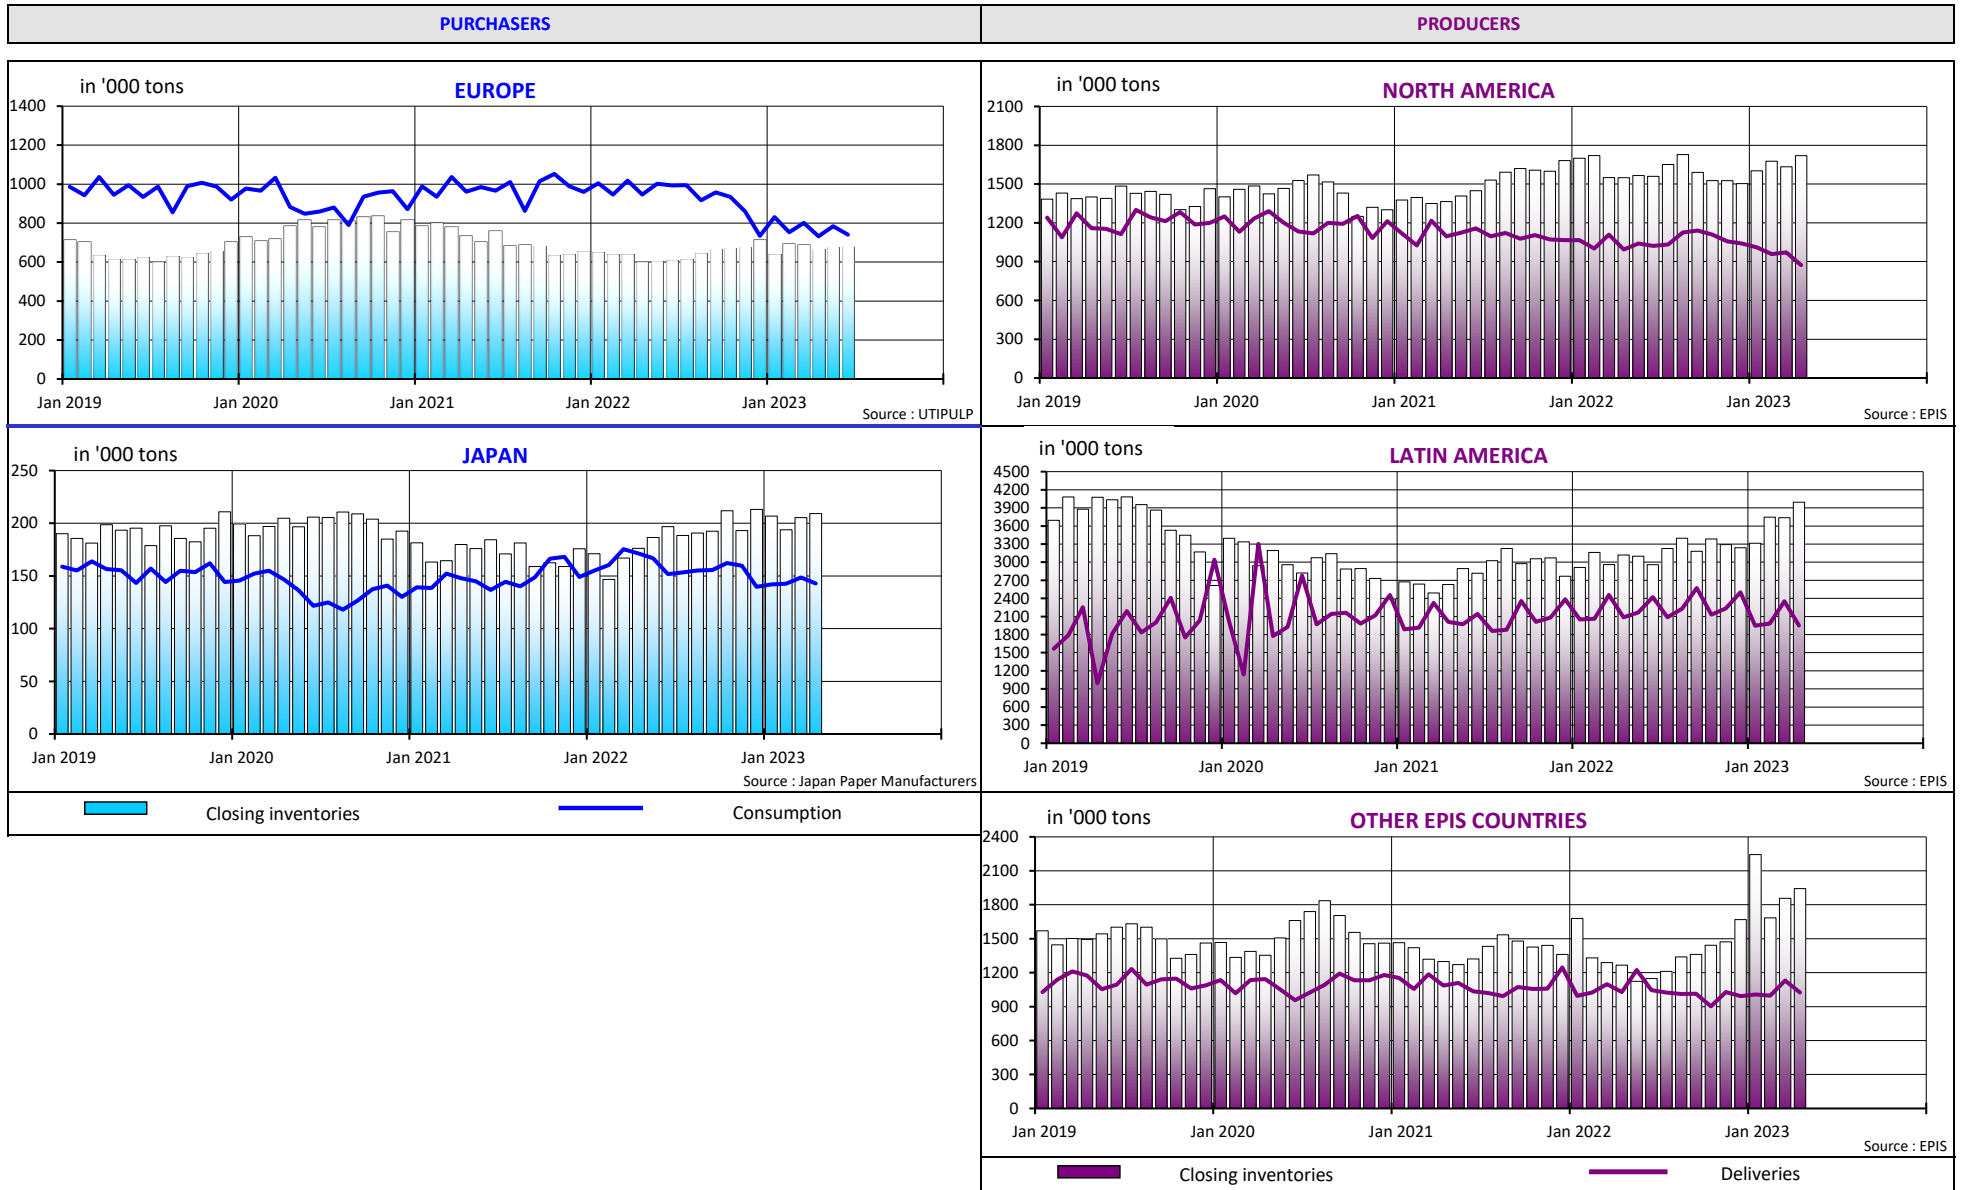 PURCHASERS
PRODUCERS
in '000 tons
EUROPE
1400
1200
1000
800
600
400
200
0
Jan 2019 Jan 2020 Jan 2021 Jan 2022 Jan 2023
Source : UTIPULP
in '000 tons
JAPAN
250
200
150
100
50
0
Jan 2019 Jan 2020 Jan 2021 Jan 2022 Jan 2023
Source : Japan Paper Manufacturers
Closing inventories Consumption
in '000 tons
NORTH AMERICA
2100
1800
1500
1200
900
600
300
0
Jan 2019 Jan 2020 Jan 2021 Jan 2022 Jan 2023
Source : EPIS
in '000 tons
LATIN AMERICA
4500
4200
3900
3600
3300
3000
2700
2400
2100
1800
1500
1200
900
600
300
0
Jan 2019 Jan 2020 Jan 2021 Jan 2022 Jan 2023
Source : EPIS
in '000 tons
OTHER EPIS COUNTRIES
2400
2100
1800
1500
1200
900
600
300
0
Jan 2019 Jan 2020 Jan 2021 Jan 2022 Jan 2023
Source : EPIS
Closing inventories Deliveries